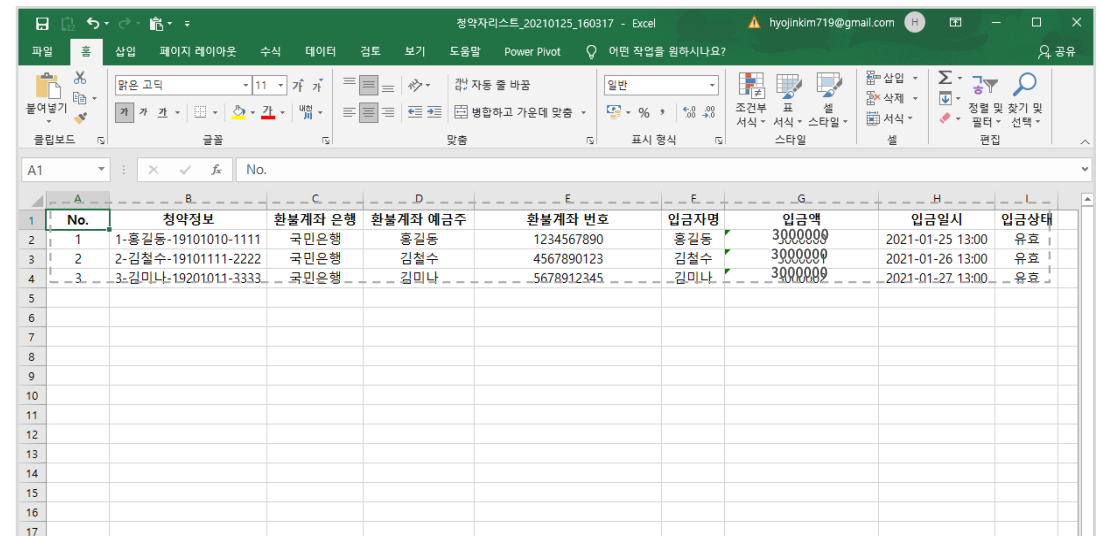 청약자리스트_20210125_160317 - Excel
hyojinkim719@gmail.com H
파일 홈 삽입 페이지 레이아웃 수식 데이터 검토 보기 도움말 Power Pivot 어떤 작업을 원하시나요? 공유
붙여넣기
맑은 고딕 11 가 가
가 가 가 가 내천
자동 줄 바꿈
병합하고 가운데 맞춤
일반
%
조건부 서식
표 서식
셀 스타일
삽입
삭제
서식
정렬 및 필터
찾기 및 선택
클립보드 글꼴 맞춤 표시 형식 스타일 셀 편집
A1 fx No.
A B C D E F G H I
1 No. 청약정보 환불계좌 은행 환불계좌 예금주 환불계좌 번호 입금자명 입금액 입금일시 입금상태
2 1 1-홍길동-19101010-1111 국민은행 홍길동 1234567890 홍길동 2021-01-25 13:00 유효
3 2 2-김철수-19101111-2222 국민은행 김철수 4567890123 김철수 2021-01-26 13:00 유효
4 3 3-김미나-19201011-3333 국민은행 김미나 5678912345 김미나 2021-01-27 13:00 유효
5
6
7
8
9
10
11
12
13
14
15
16
17